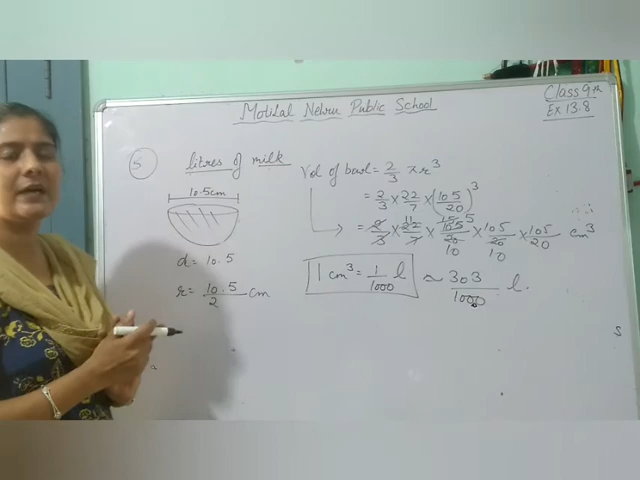 Motilal Nehru Public School
Class 9th
Ex 13.8
5 litres of milk
10.5cm
d = 10.5
r = 10.5/2 cm
Vol of bowl = 2/3 πr³
= 2/3 × 22/7 × (105/20)³
= 2/3 × 22/7 × 105/20 × 105/20 × 105/20 cm³
1 cm³ = 1/1000 l
≈ 303/1000 l.
S